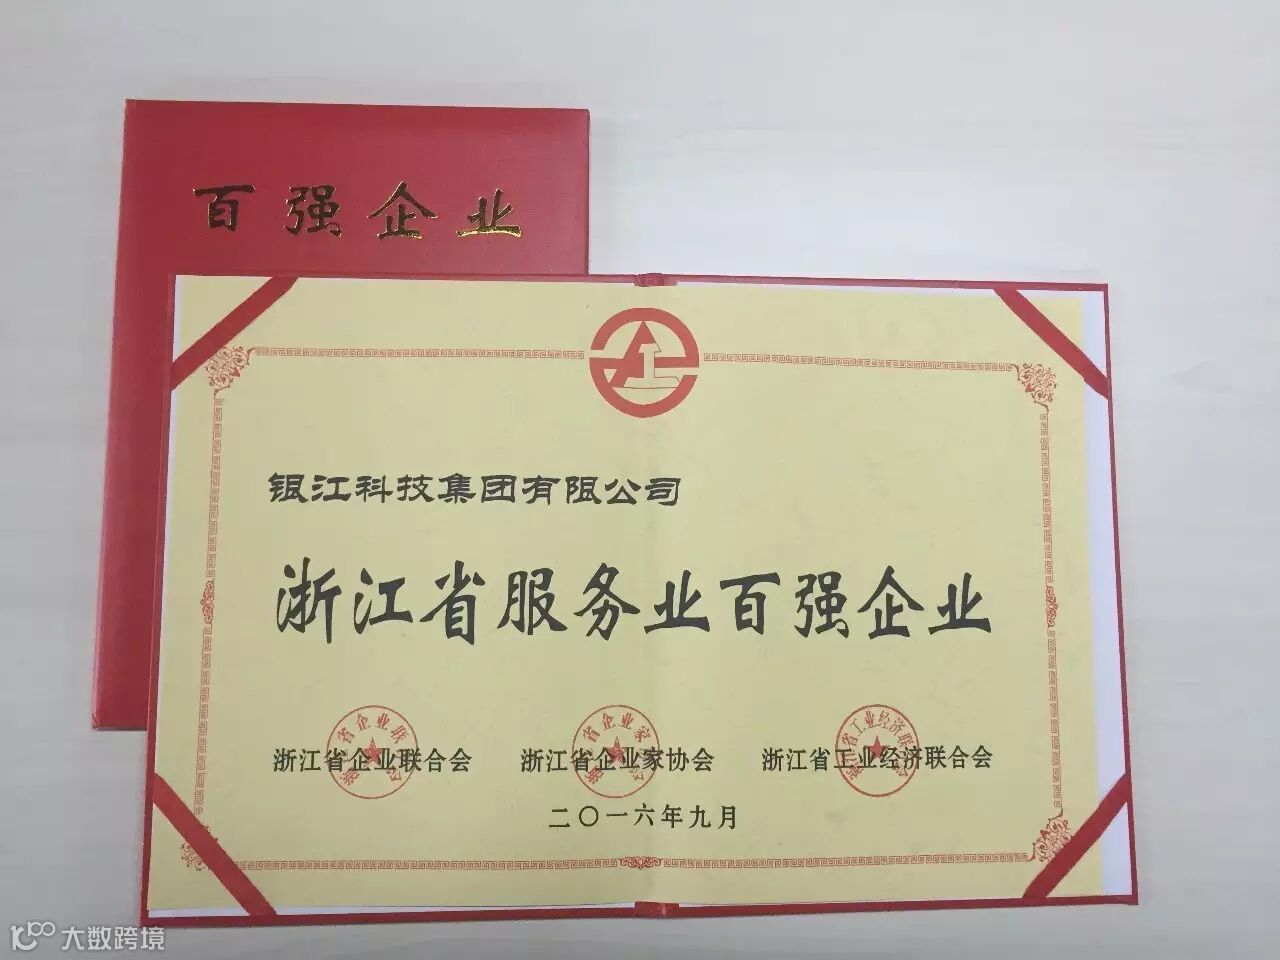 百强企业
银江科技集团有限公司
浙江省服务业百强企业
浙江省企业联合会 浙江省企业家协会 浙江省工业经济联合会
二〇一六年九月
大数跨境